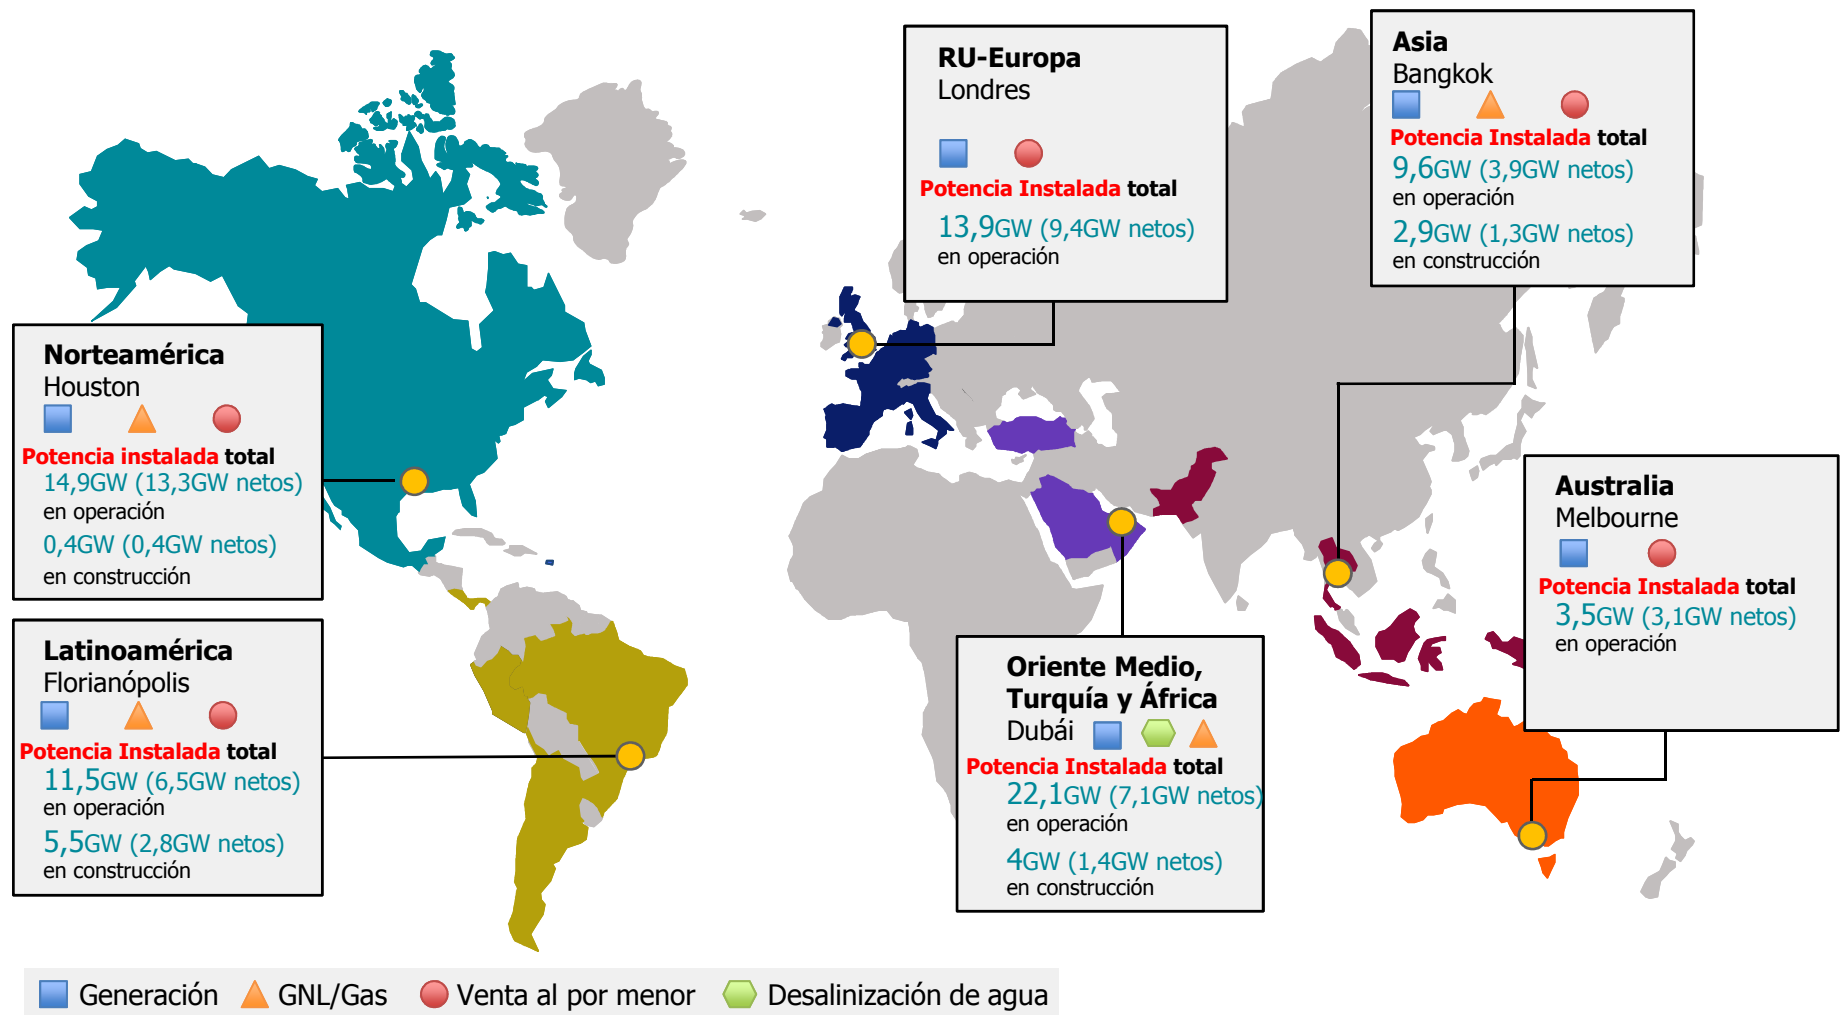 RU-Europa
Londres
Potencia Instalada total
13,9GW (9,4GW netos)
en operación
Asia
Bangkok
Potencia Instalada total
9,6GW (3,9GW netos)
en operación
2,9GW (1,3GW netos)
en construcción
Norteamérica
Houston
Potencia instalada total
14,9GW (13,3GW netos)
en operación
0,4GW (0,4GW netos)
en construcción
Australia
Melbourne
Potencia Instalada total
3,5GW (3,1GW netos)
en operación
Latinoamérica
Florianópolis
Potencia Instalada total
11,5GW (6,5GW netos)
en operación
5,5GW (2,8GW netos)
en construcción
Oriente Medio,
Turquía y África
Dubái
Potencia Instalada total
22,1GW (7,1GW netos)
en operación
4GW (1,4GW netos)
en construcción
Generación GNL/Gas Venta al por menor Desalinización de agua